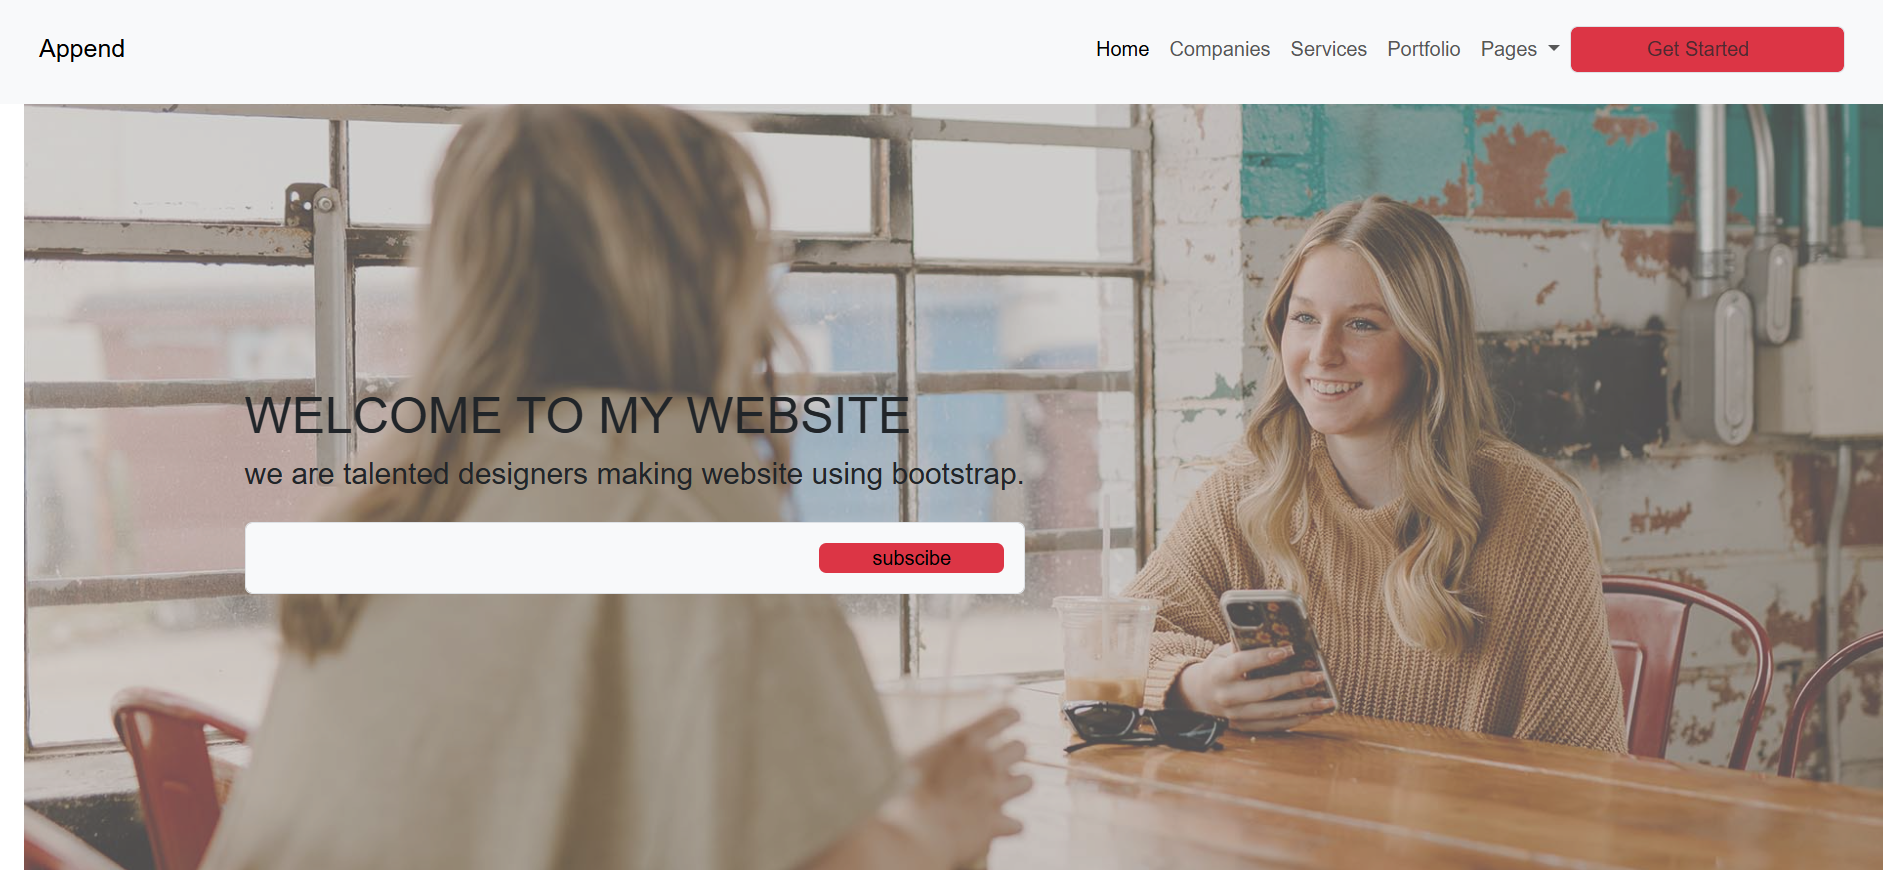 Append
Home Companies Services Portfolio Pages Get Started
WELCOME TO MY WEBSITE
we are talented designers making website using bootstrap.
subscibe